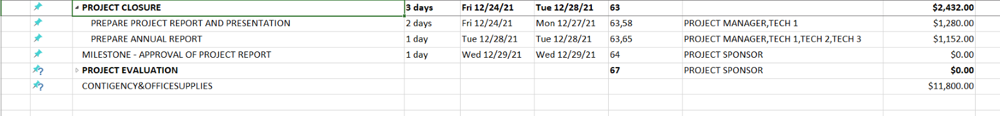 PROJECT CLOSURE 3 days Fri 12/24/21 Tue 12/28/21 63 $2,432.00
PREPARE PROJECT REPORT AND PRESENTATION 2 days Fri 12/24/21 Mon 12/27/21 63,58 PROJECT MANAGER,TECH 1 $1,280.00
PREPARE ANNUAL REPORT 1 day Tue 12/28/21 Tue 12/28/21 63,65 PROJECT MANAGER,TECH 1,TECH 2,TECH 3 $1,152.00
MILESTONE - APPROVAL OF PROJECT REPORT 1 day Wed 12/29/21 Wed 12/29/21 64 PROJECT SPONSOR $0.00
? PROJECT EVALUATION 67 PROJECT SPONSOR $0.00
? CONTIGENCY&OFFICESUPPLIES $11,800.00